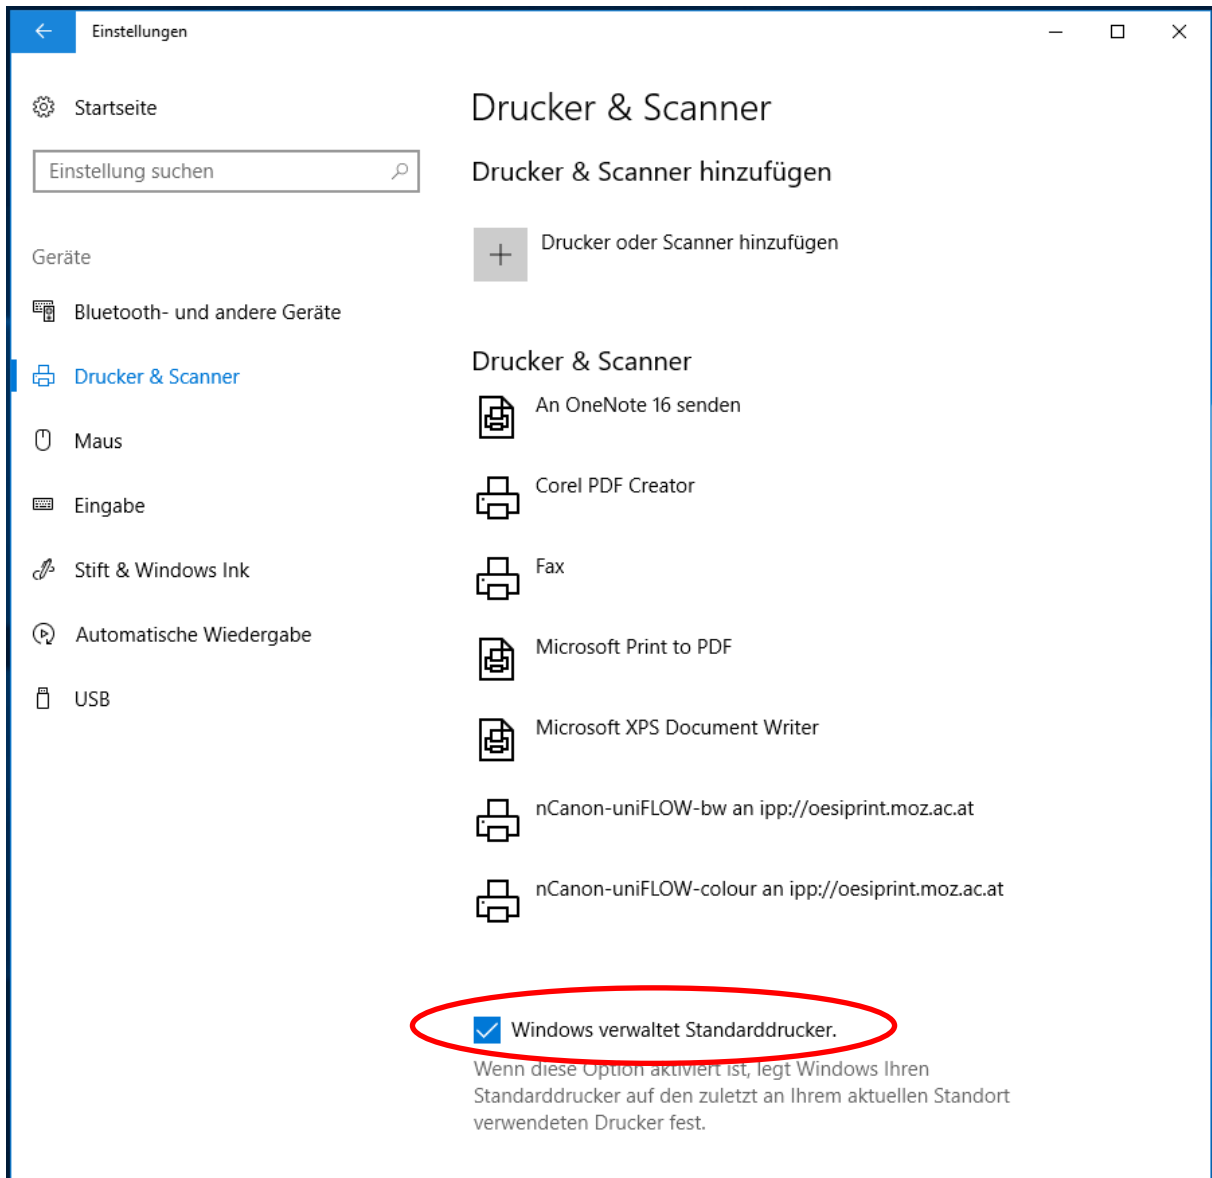 Einstellungen
Startseite
Einstellung suchen
Geräte
Bluetooth- und andere Geräte
Drucker & Scanner
Maus
Eingabe
Stift & Windows Ink
Automatische Wiedergabe
USB
Drucker & Scanner
Drucker & Scanner hinzufügen
Drucker oder Scanner hinzufügen
Drucker & Scanner
An OneNote 16 senden
Corel PDF Creator
Fax
Microsoft Print to PDF
Microsoft XPS Document Writer
nCanon-uniFLOW-bw an ipp://oesiprint.moz.ac.at
nCanon-uniFLOW-colour an ipp://oesiprint.moz.ac.at
Windows verwaltet Standarddrucker.
Wenn diese Option aktiviert ist, legt Windows Ihren
Standarddrucker auf den zuletzt an Ihrem aktuellen Standort
verwendeten Drucker fest.